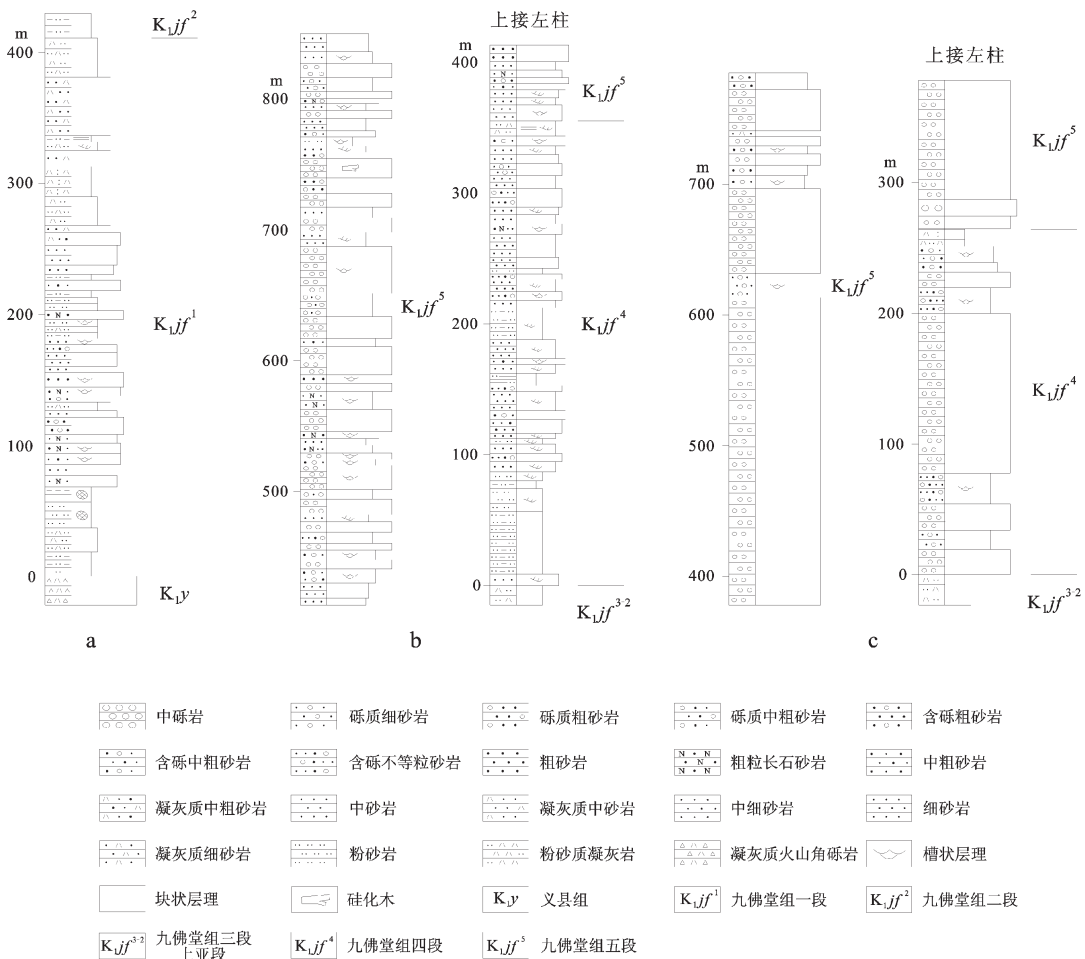 m
400
300
200
100
0
K₁jf²
K₁jf¹
K₁y
a
m
800
700
600
500
K₁jf⁵
上接左柱
m
400
300
200
100
0
K₁jf⁵
K₁jf⁴
K₁jf³⁻²
b
m
700
600
500
400
K₁jf⁵
上接左柱
m
300
200
100
0
K₁jf⁵
K₁jf⁴
K₁jf³⁻²
c
中砾岩 砾质细砂岩 砾质粗砂岩 砾质中粗砂岩 含砾粗砂岩
含砾中粗砂岩 含砾不等粒砂岩 粗砂岩 粗粒长石砂岩 中粗砂岩
凝灰质中粗砂岩 中砂岩 凝灰质中砂岩 中细砂岩 细砂岩
凝灰质细砂岩 粉砂岩 粉砂质凝灰岩 凝灰质火山角砾岩 槽状层理
块状层理 硅化木 K₁y 义县组 K₁jf¹ 九佛堂组一段 K₁jf² 九佛堂组二段
K₁jf³⁻² 九佛堂组三段 K₁jf⁴ 九佛堂组四段 K₁jf⁵ 九佛堂组五段
上亚段